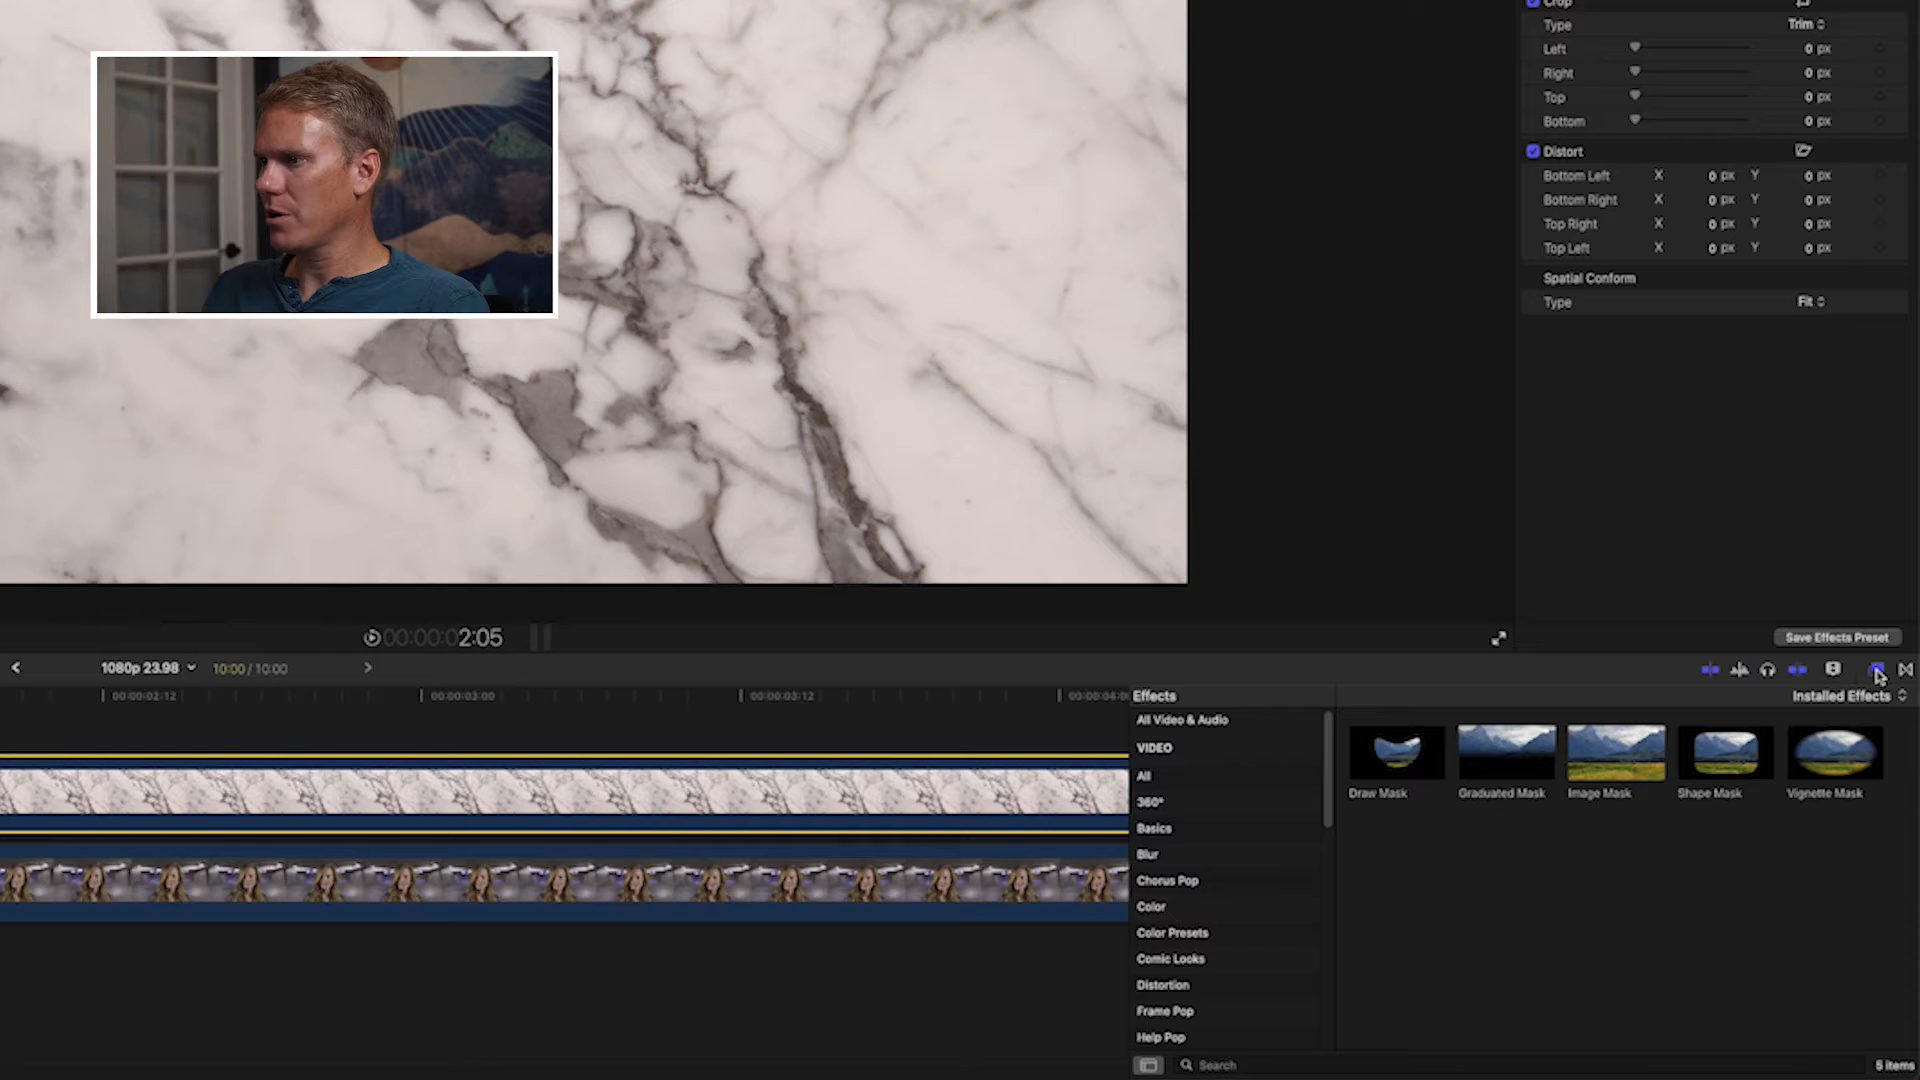 Crop
Type Trim
Left 0 px
Right 0 px
Top 0 px
Bottom 0 px
Distort
Bottom Left X 0 px Y 0 px
Bottom Right X 0 px Y 0 px
Top Right X 0 px Y 0 px
Top Left X 0 px Y 0 px
Spatial Conform
Type Fit
00:00:02:05
Save Effects Preset
1080p 23.98 10:00 / 10:00
00:00:02:12 00:00:03:00 00:00:03:12 00:00:04:0
Effects Installed Effects
All Video & Audio
VIDEO
All
360°
Basics
Blur
Chorus Pop
Color
Color Presets
Comic Looks
Distortion
Frame Pop
Help Pop
Draw Mask Graduated Mask Image Mask Shape Mask Vignette Mask
Search 5 items